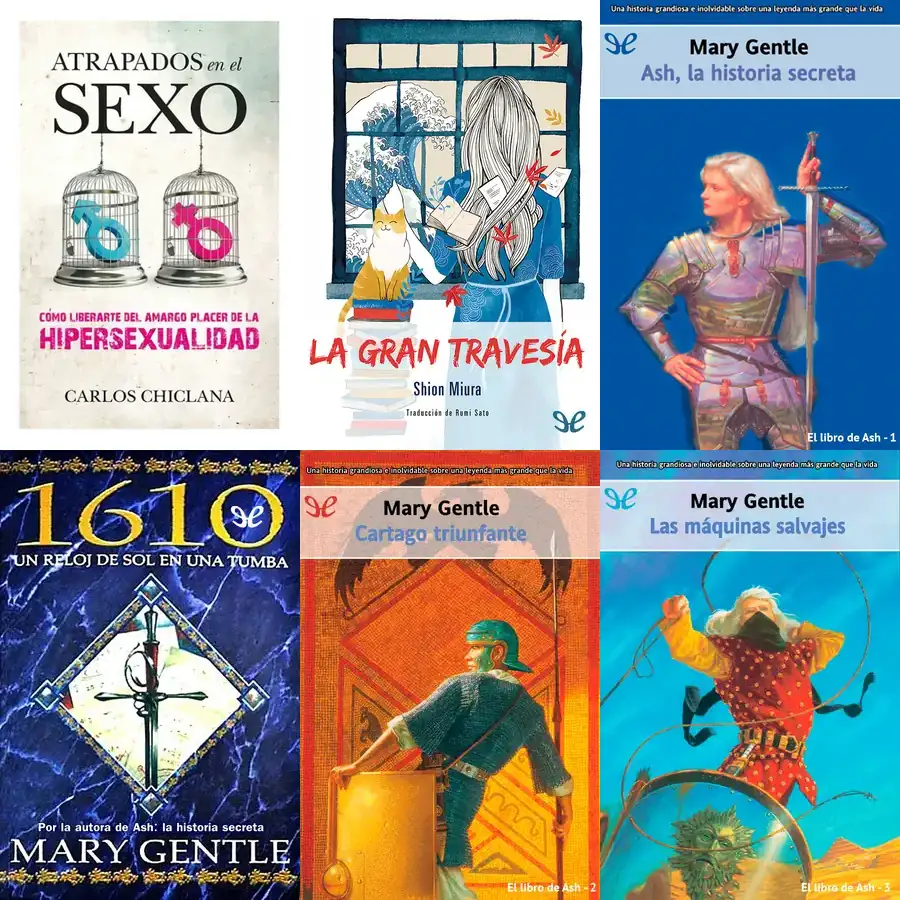 ATRAPADOS en el
SEXO
CÓMO LIBERARTE DEL AMARGO PLACER DE LA
HIPERSEXUALIDAD
CARLOS CHICLANA
LA GRAN TRAVESÍA
Shion Miura
Traducción de Rumi Sato
Una historia grandiosa e inolvidable sobre una leyenda más grande que la vida
Mary Gentle
Ash, la historia secreta
El libro de Ash - 1
1610
UN RELOJ DE SOL EN UNA TUMBA
Por la autora de Ash: la historia secreta
MARY GENTLE
Una historia grandiosa e inolvidable sobre una leyenda más grande que la vida
Mary Gentle
Cartago triunfante
El libro de Ash - 2
Una historia grandiosa e inolvidable sobre una leyenda más grande que la vida
Mary Gentle
Las máquinas salvajes
El libro de Ash - 3